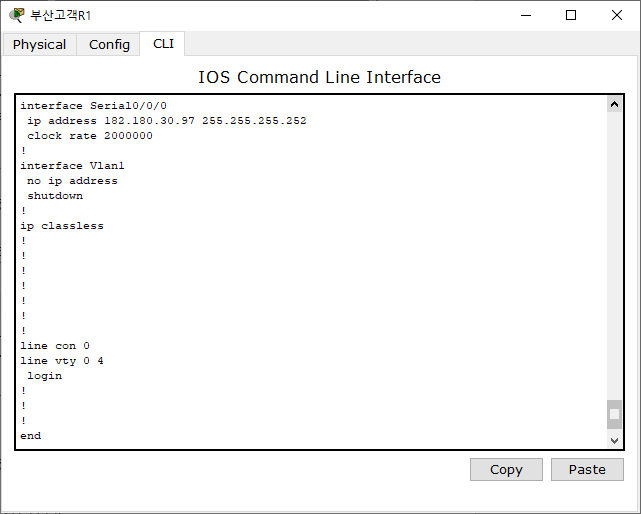 부산고객R1
Physical Config CLI
IOS Command Line Interface
interface Serial0/0/0
 ip address 182.180.30.97 255.255.255.252
 clock rate 2000000
!
interface Vlan1
 no ip address
 shutdown
!
ip classless
!
!
!
!
!
!
!
line con 0
line vty 0 4
 login
!
!
!
end
Copy Paste